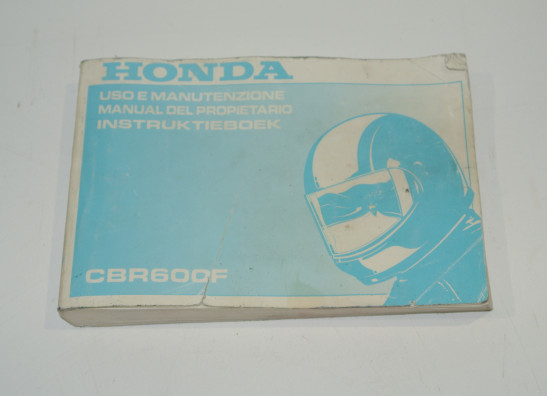 HONDA
USO E MANUTENZIONE
MANUAL DEL PROPIETARIO
INSTRUKTIEBOEK
CBR600F